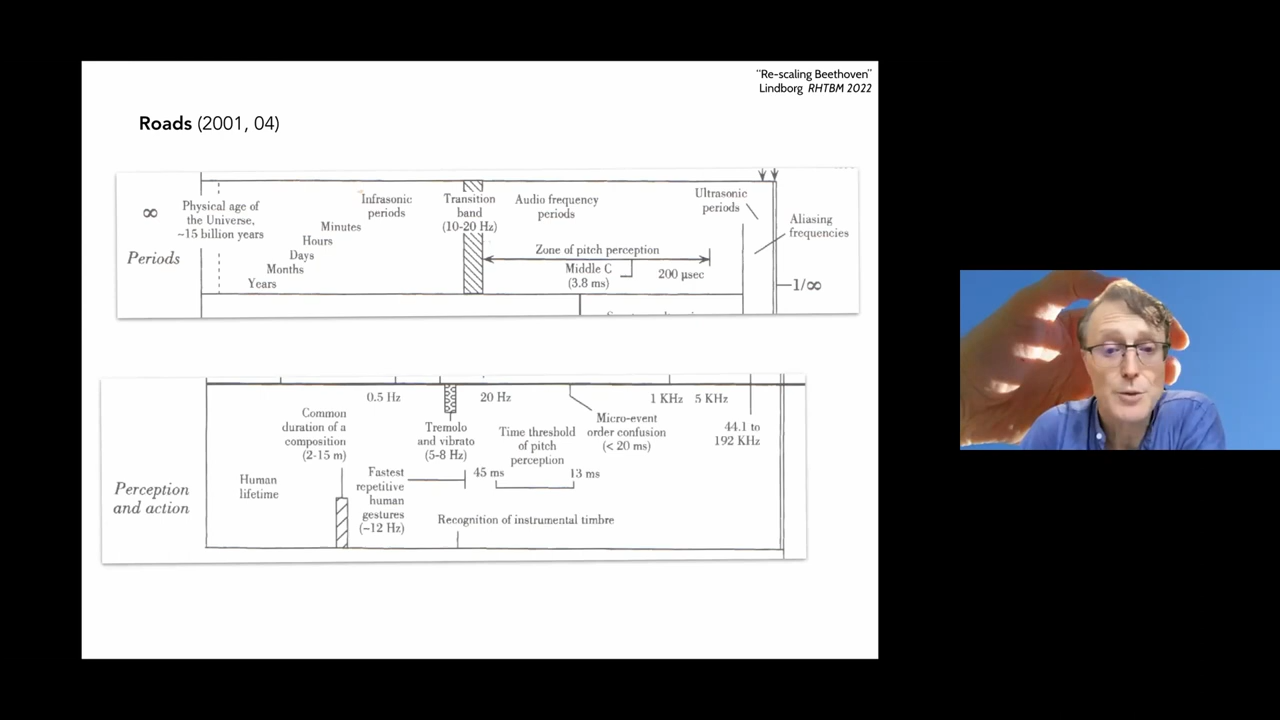 "Re-scaling Beethoven"
Lindborg RHTBM 2022
Roads (2001, 04)
∞
Periods
Physical age of
the Universe,
~15 billion years
Infrasonic
periods
Minutes
Hours
Days
Months
Years
Transition
band
(10-20 Hz)
Audio frequency
periods
Zone of pitch perception
Middle C
(3.8 ms)
200 μsec
Ultrasonic
periods
Aliasing
frequencies
1/∞
Perception
and action
Human
lifetime
Common
duration of a
composition
(2-15 m)
0.5 Hz
Fastest
repetitive
human
gestures
(~12 Hz)
Tremolo
and vibrato
(5-8 Hz)
20 Hz
Time threshold
of pitch
perception
45 ms
13 ms
Recognition of instrumental timbre
Micro-event
order confusion
(< 20 ms)
1 KHz
5 KHz
44.1 to
192 KHz